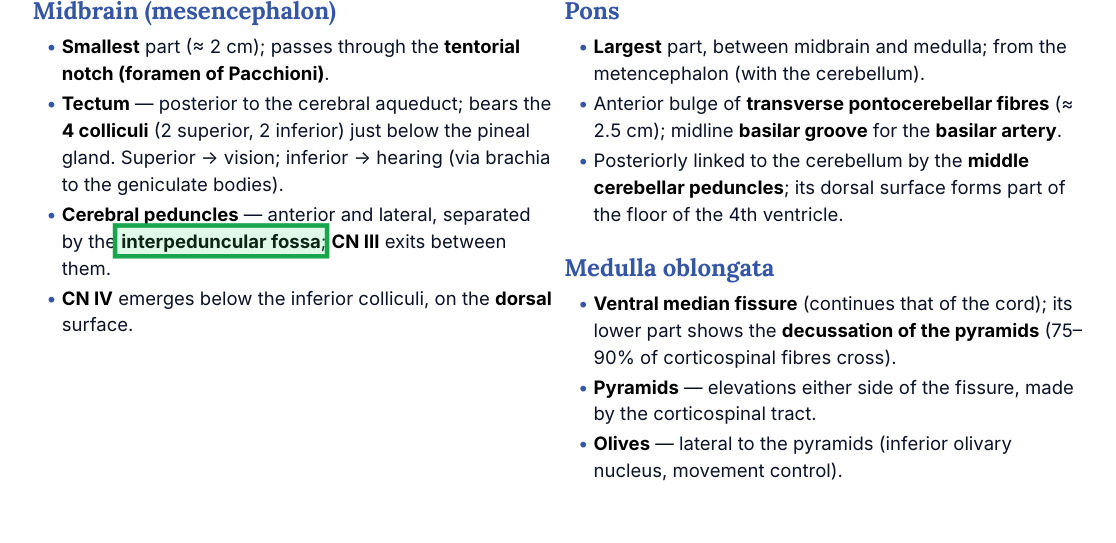 Midbrain (mesencephalon)
• Smallest part (≈ 2 cm); passes through the tentorial
notch (foramen of Pacchioni).
• Tectum — posterior to the cerebral aqueduct; bears the
4 colliculi (2 superior, 2 inferior) just below the pineal
gland. Superior → vision; inferior → hearing (via brachia
to the geniculate bodies).
• Cerebral peduncles — anterior and lateral, separated
by the interpeduncular fossa; CN III exits between
them.
• CN IV emerges below the inferior colliculi, on the dorsal
surface.
Pons
• Largest part, between midbrain and medulla; from the
metencephalon (with the cerebellum).
• Anterior bulge of transverse pontocerebellar fibres (≈
2.5 cm); midline basilar groove for the basilar artery.
• Posteriorly linked to the cerebellum by the middle
cerebellar peduncles; its dorsal surface forms part of
the floor of the 4th ventricle.
Medulla oblongata
• Ventral median fissure (continues that of the cord); its
lower part shows the decussation of the pyramids (75–
90% of corticospinal fibres cross).
• Pyramids — elevations either side of the fissure, made
by the corticospinal tract.
• Olives — lateral to the pyramids (inferior olivary
nucleus, movement control).